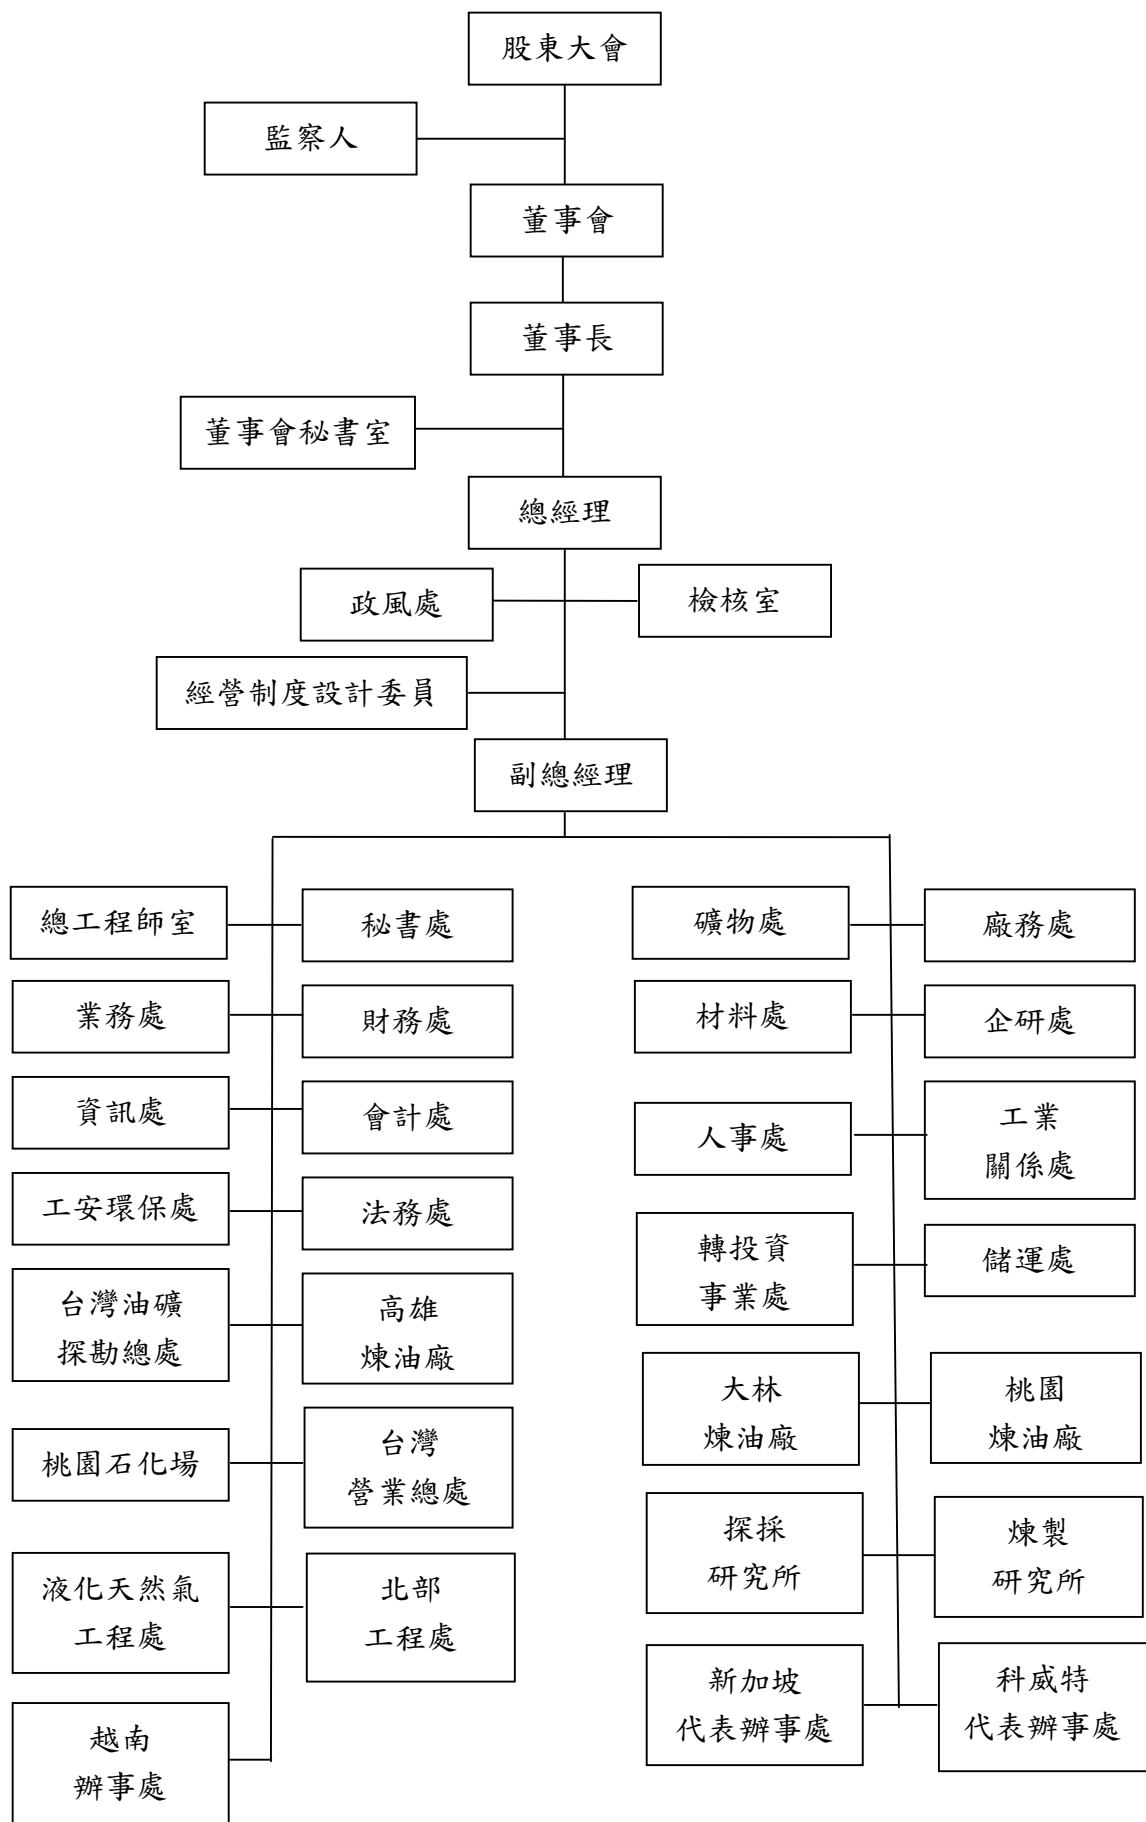 股東大會
監察人
董事會
董事長
董事會秘書室
總經理
政風處
檢核室
經營制度設計委員
副總經理
總工程師室
秘書處
礦物處
廠務處
業務處
財務處
材料處
企研處
資訊處
會計處
人事處
工業
關係處
工安環保處
法務處
轉投資
事業處
儲運處
台灣油礦
探勘總處
高雄
煉油廠
大林
煉油廠
桃園
煉油廠
桃園石化場
台灣
營業總處
探採
研究所
煉製
研究所
液化天然氣
工程處
北部
工程處
新加坡
代表辦事處
科威特
代表辦事處
越南
辦事處